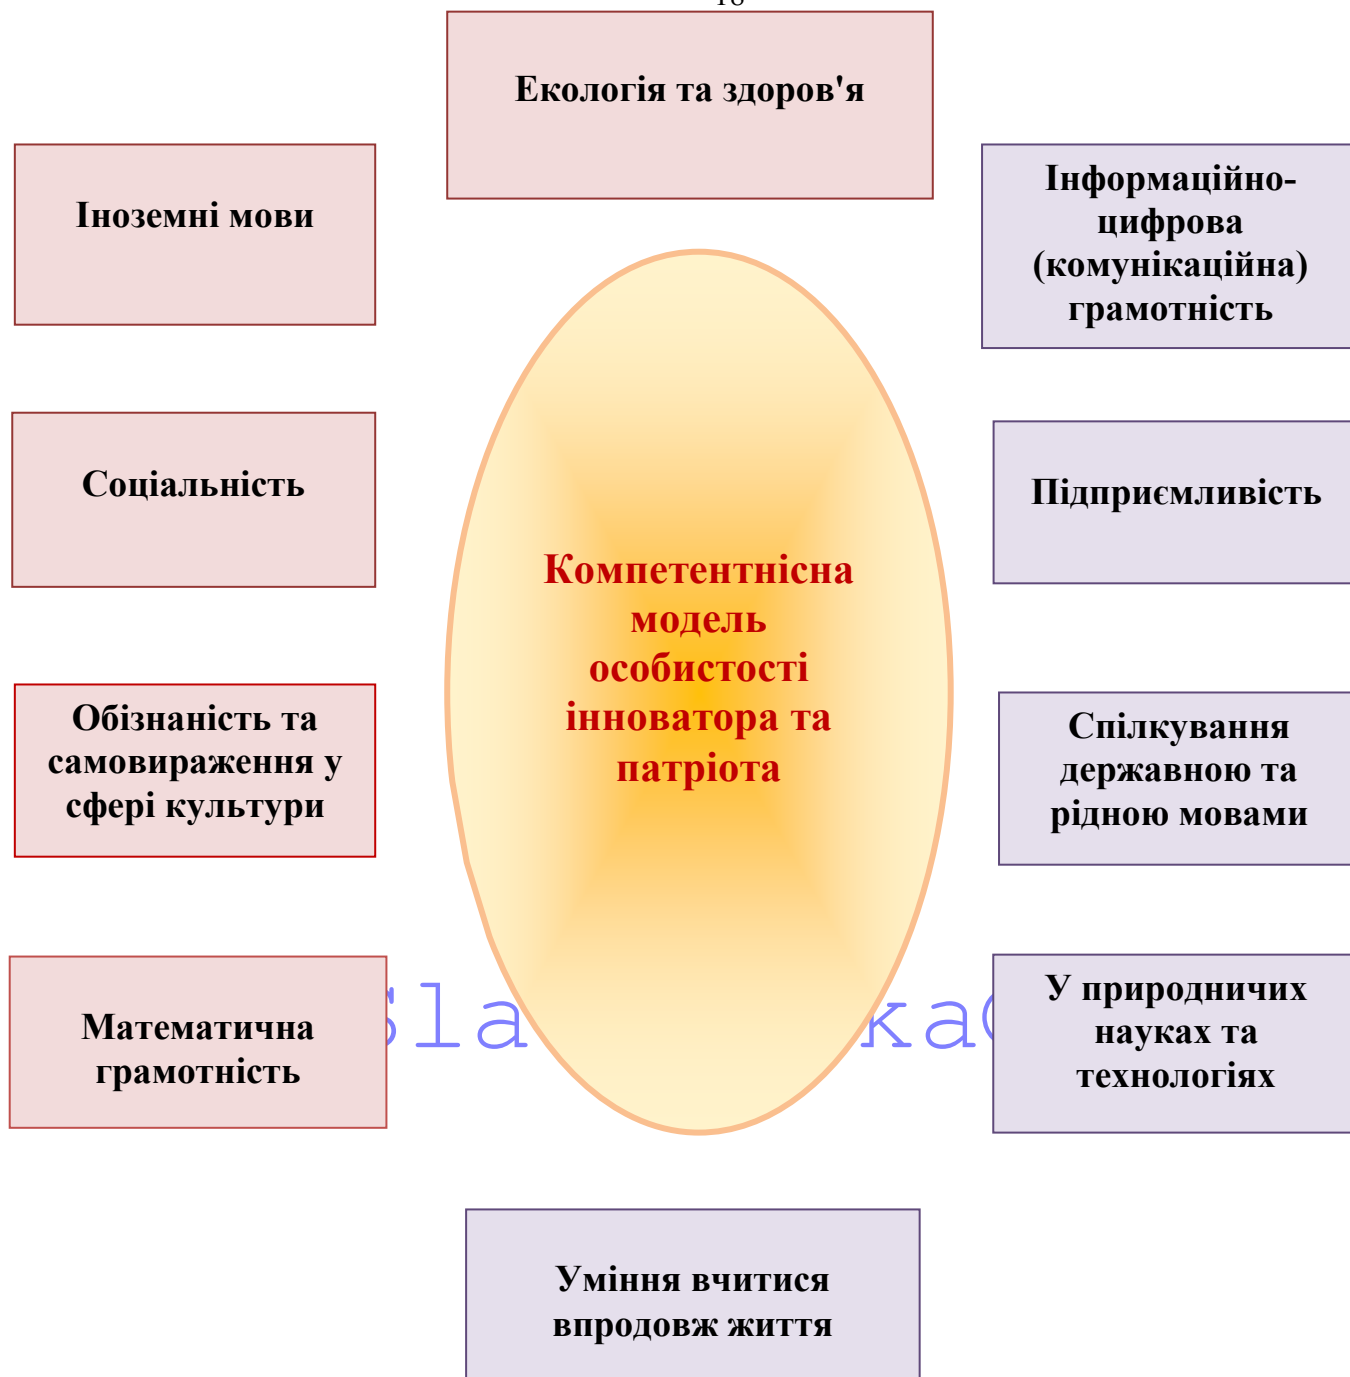 Екологія та здоров'я
Іноземні мови
Інформаційно-
цифрова
(комунікаційна)
грамотність
Соціальність
Підприємливість
Компетентнісна
модель
особистості
інноватора та
патріота
Обізнаність та
самовираження у
сфері культури
Спілкування
державною та
рідною мовами
Математична
грамотність
У природничих
науках та
технологіях
Уміння вчитися
впродовж життя